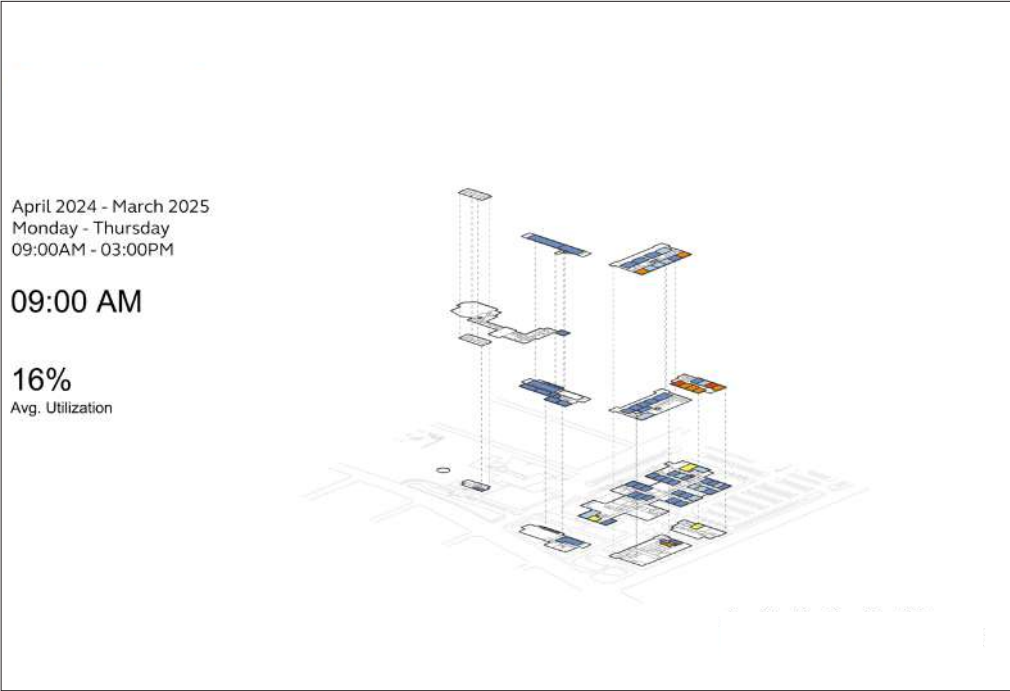 April 2024 - March 2025
Monday - Thursday
09:00AM - 03:00PM
09:00 AM
16%
Avg. Utilization